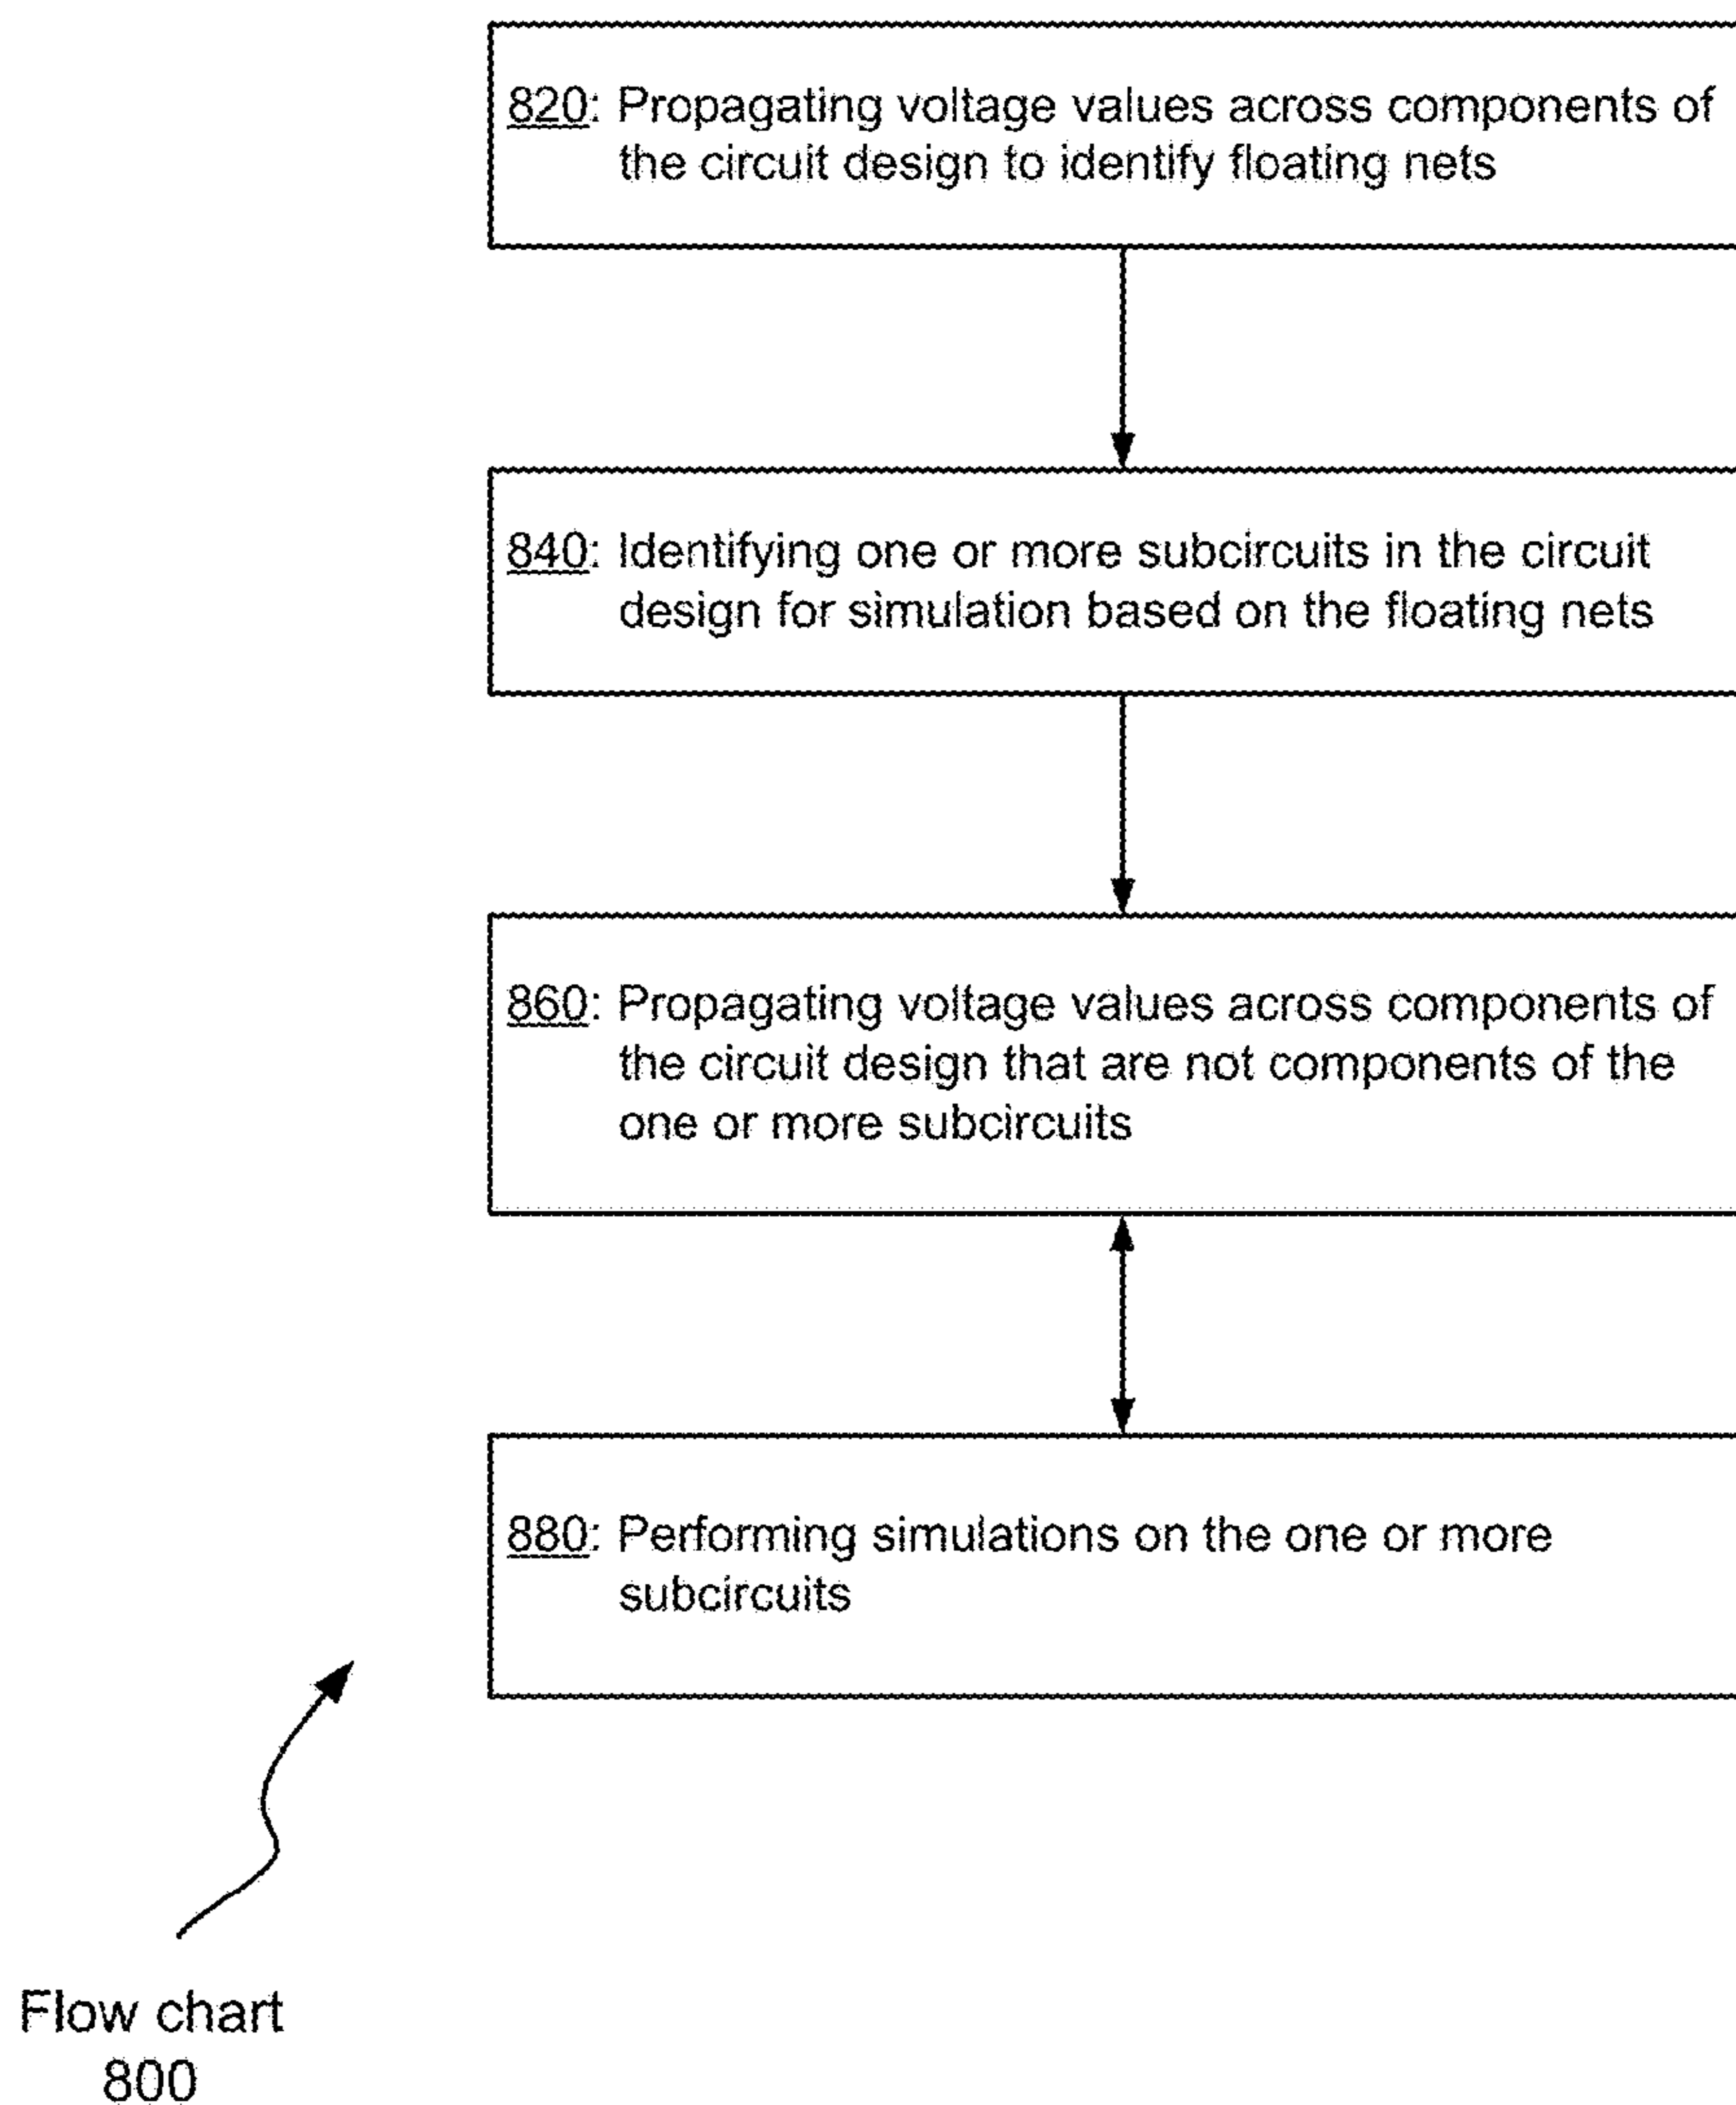 820: Propagating voltage values across components of
the circuit design to identify floating nets
840: Identifying one or more subcircuits in the circuit
design for simulation based on the floating nets
860: Propagating voltage values across components of
the circuit design that are not components of the
one or more subcircuits
880: Performing simulations on the one or more
subcircuits
Flow chart
800